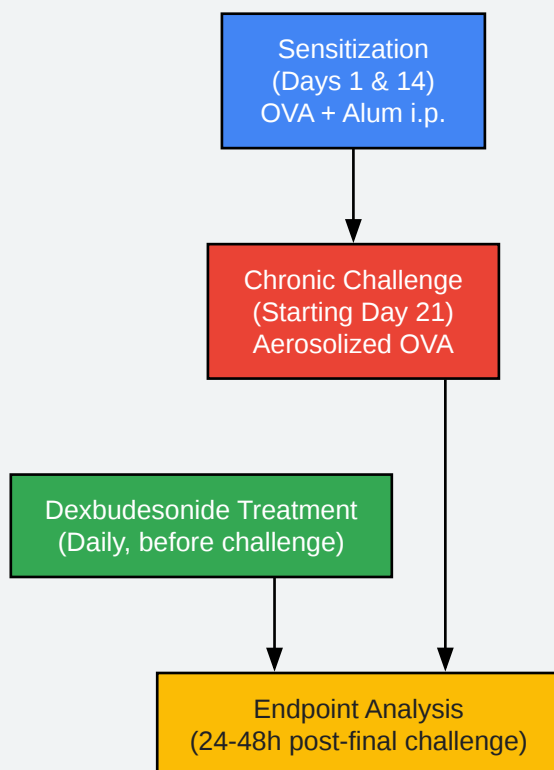 Sensitization
(Days 1 & 14)
OVA + Alum i.p.
Chronic Challenge
(Starting Day 21)
Aerosolized OVA
Dexbudesonide Treatment
(Daily, before challenge)
Endpoint Analysis
(24-48h post-final challenge)